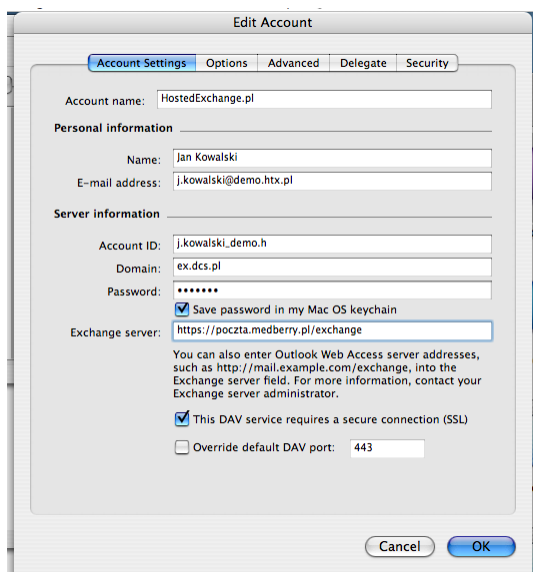 Edit Account
Account Settings Options Advanced Delegate Security
Account name: HostedExchange.pl
Personal information
Name: Jan Kowalski
E-mail address: j.kowalski@demo.htx.pl
Server information
Account ID: j.kowalski_demo.h
Domain: ex.dcs.pl
Password: •••••••
Save password in my Mac OS keychain
Exchange server: https://poczta.medberry.pl/exchange
You can also enter Outlook Web Access server addresses,
such as http://mail.example.com/exchange, into the
Exchange server field. For more information, contact your
Exchange server administrator.
This DAV service requires a secure connection (SSL)
Override default DAV port: 443
Cancel OK